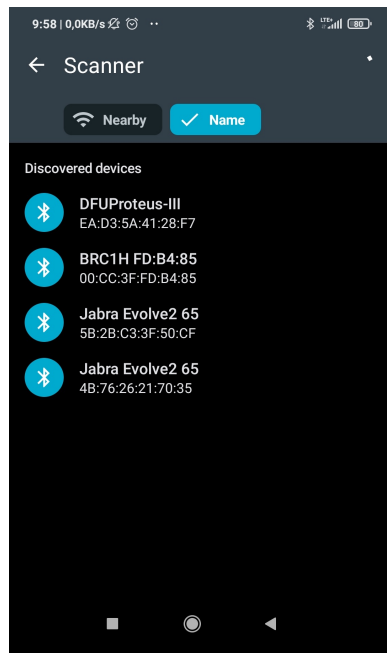 9:58 | 0,0KB/s
LTE+
80
Scanner
Nearby
Name
Discovered devices
DFUProteus-III
EA:D3:5A:41:28:F7
BRC1H FD:B4:85
00:CC:3F:FD:B4:85
Jabra Evolve2 65
5B:2B:C3:3F:50:CF
Jabra Evolve2 65
4B:76:26:21:70:35